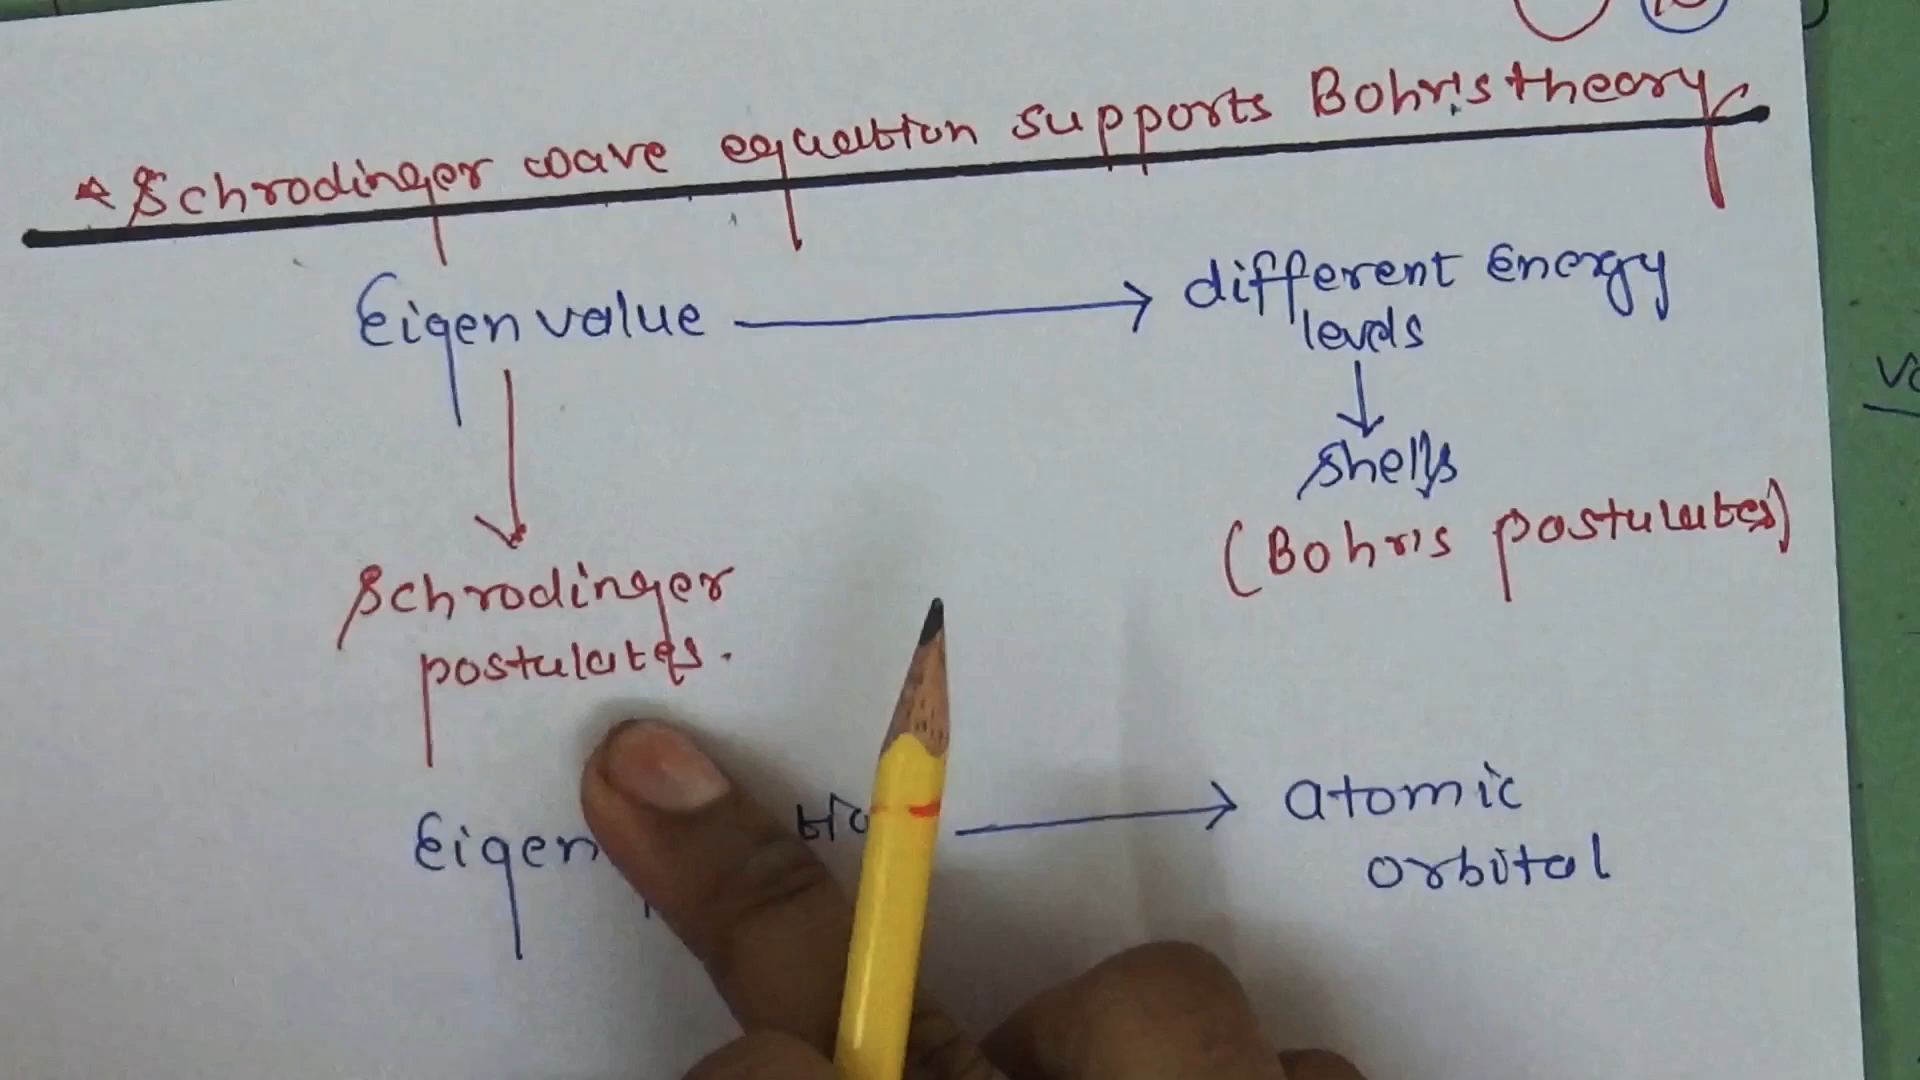 * Schrodinger wave equation supports Bohr's theory
Eigen value → different Energy
levels
↓
shells
(Bohr's postulates)
Schrodinger
postulates.
Eigen → atomic
orbital